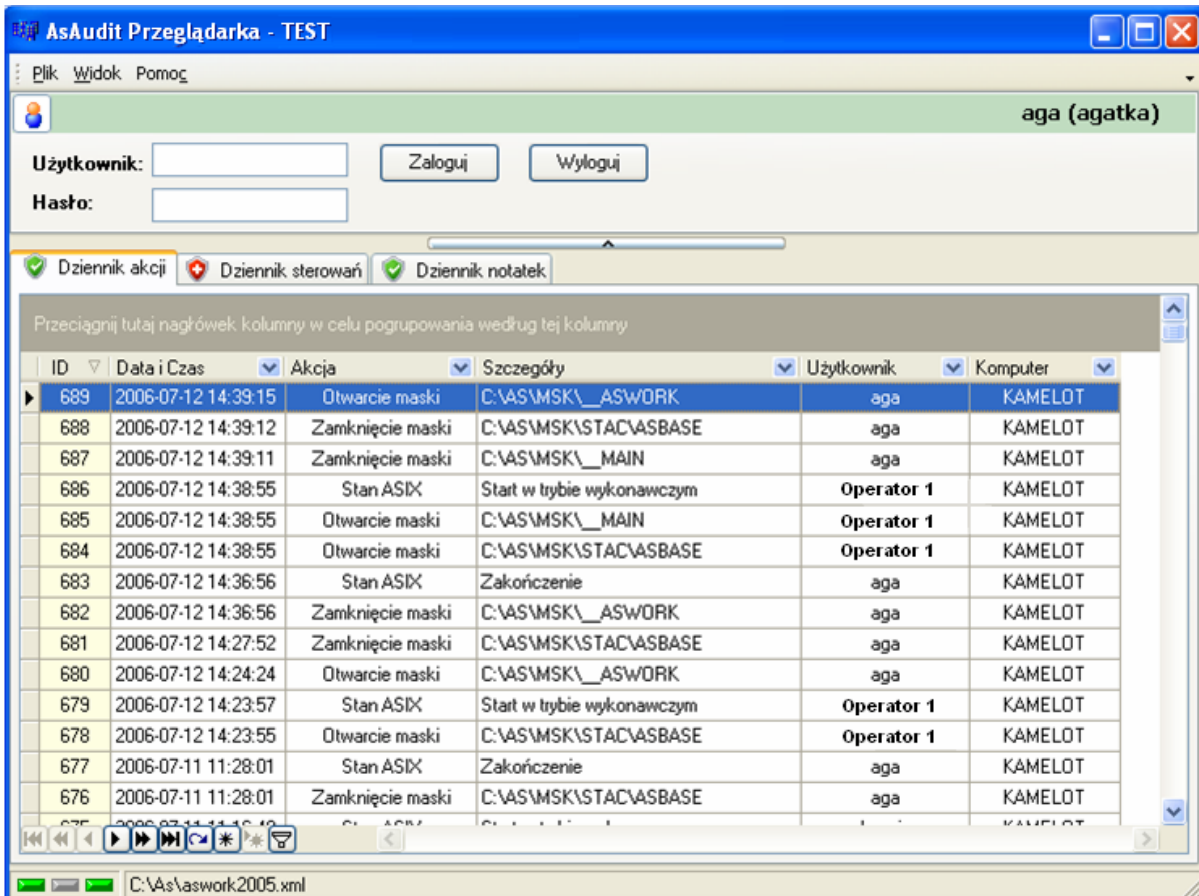 AsAudit Przeglądarka - TEST
Plik Widok Pomoc
aga (agatka)
Użytkownik: Zaloguj Wyloguj
Hasło:
Dziennik akcji Dziennik sterowań Dziennik notatek
Przeciągnij tutaj nagłówek kolumny w celu pogrupowania według tej kolumny
ID Data i Czas Akcja Szczegóły Użytkownik Komputer
689 2006-07-12 14:39:15 Otwarcie maski C:\AS\MSK\__ASWORK aga KAMELOT
688 2006-07-12 14:39:12 Zamknięcie maski C:\AS\MSK\STAC\ASBASE aga KAMELOT
687 2006-07-12 14:39:11 Zamknięcie maski C:\AS\MSK\__MAIN aga KAMELOT
686 2006-07-12 14:38:55 Stan ASIX Start w trybie wykonawczym Operator 1 KAMELOT
685 2006-07-12 14:38:55 Otwarcie maski C:\AS\MSK\__MAIN Operator 1 KAMELOT
684 2006-07-12 14:38:55 Otwarcie maski C:\AS\MSK\STAC\ASBASE Operator 1 KAMELOT
683 2006-07-12 14:36:56 Stan ASIX Zakończenie aga KAMELOT
682 2006-07-12 14:36:56 Zamknięcie maski C:\AS\MSK\__ASWORK aga KAMELOT
681 2006-07-12 14:27:52 Zamknięcie maski C:\AS\MSK\STAC\ASBASE aga KAMELOT
680 2006-07-12 14:24:24 Otwarcie maski C:\AS\MSK\__ASWORK aga KAMELOT
679 2006-07-12 14:23:57 Stan ASIX Start w trybie wykonawczym Operator 1 KAMELOT
678 2006-07-12 14:23:55 Otwarcie maski C:\AS\MSK\STAC\ASBASE Operator 1 KAMELOT
677 2006-07-11 11:28:01 Stan ASIX Zakończenie aga KAMELOT
676 2006-07-11 11:28:01 Zamknięcie maski C:\AS\MSK\STAC\ASBASE aga KAMELOT
C:\As\aswork2005.xml